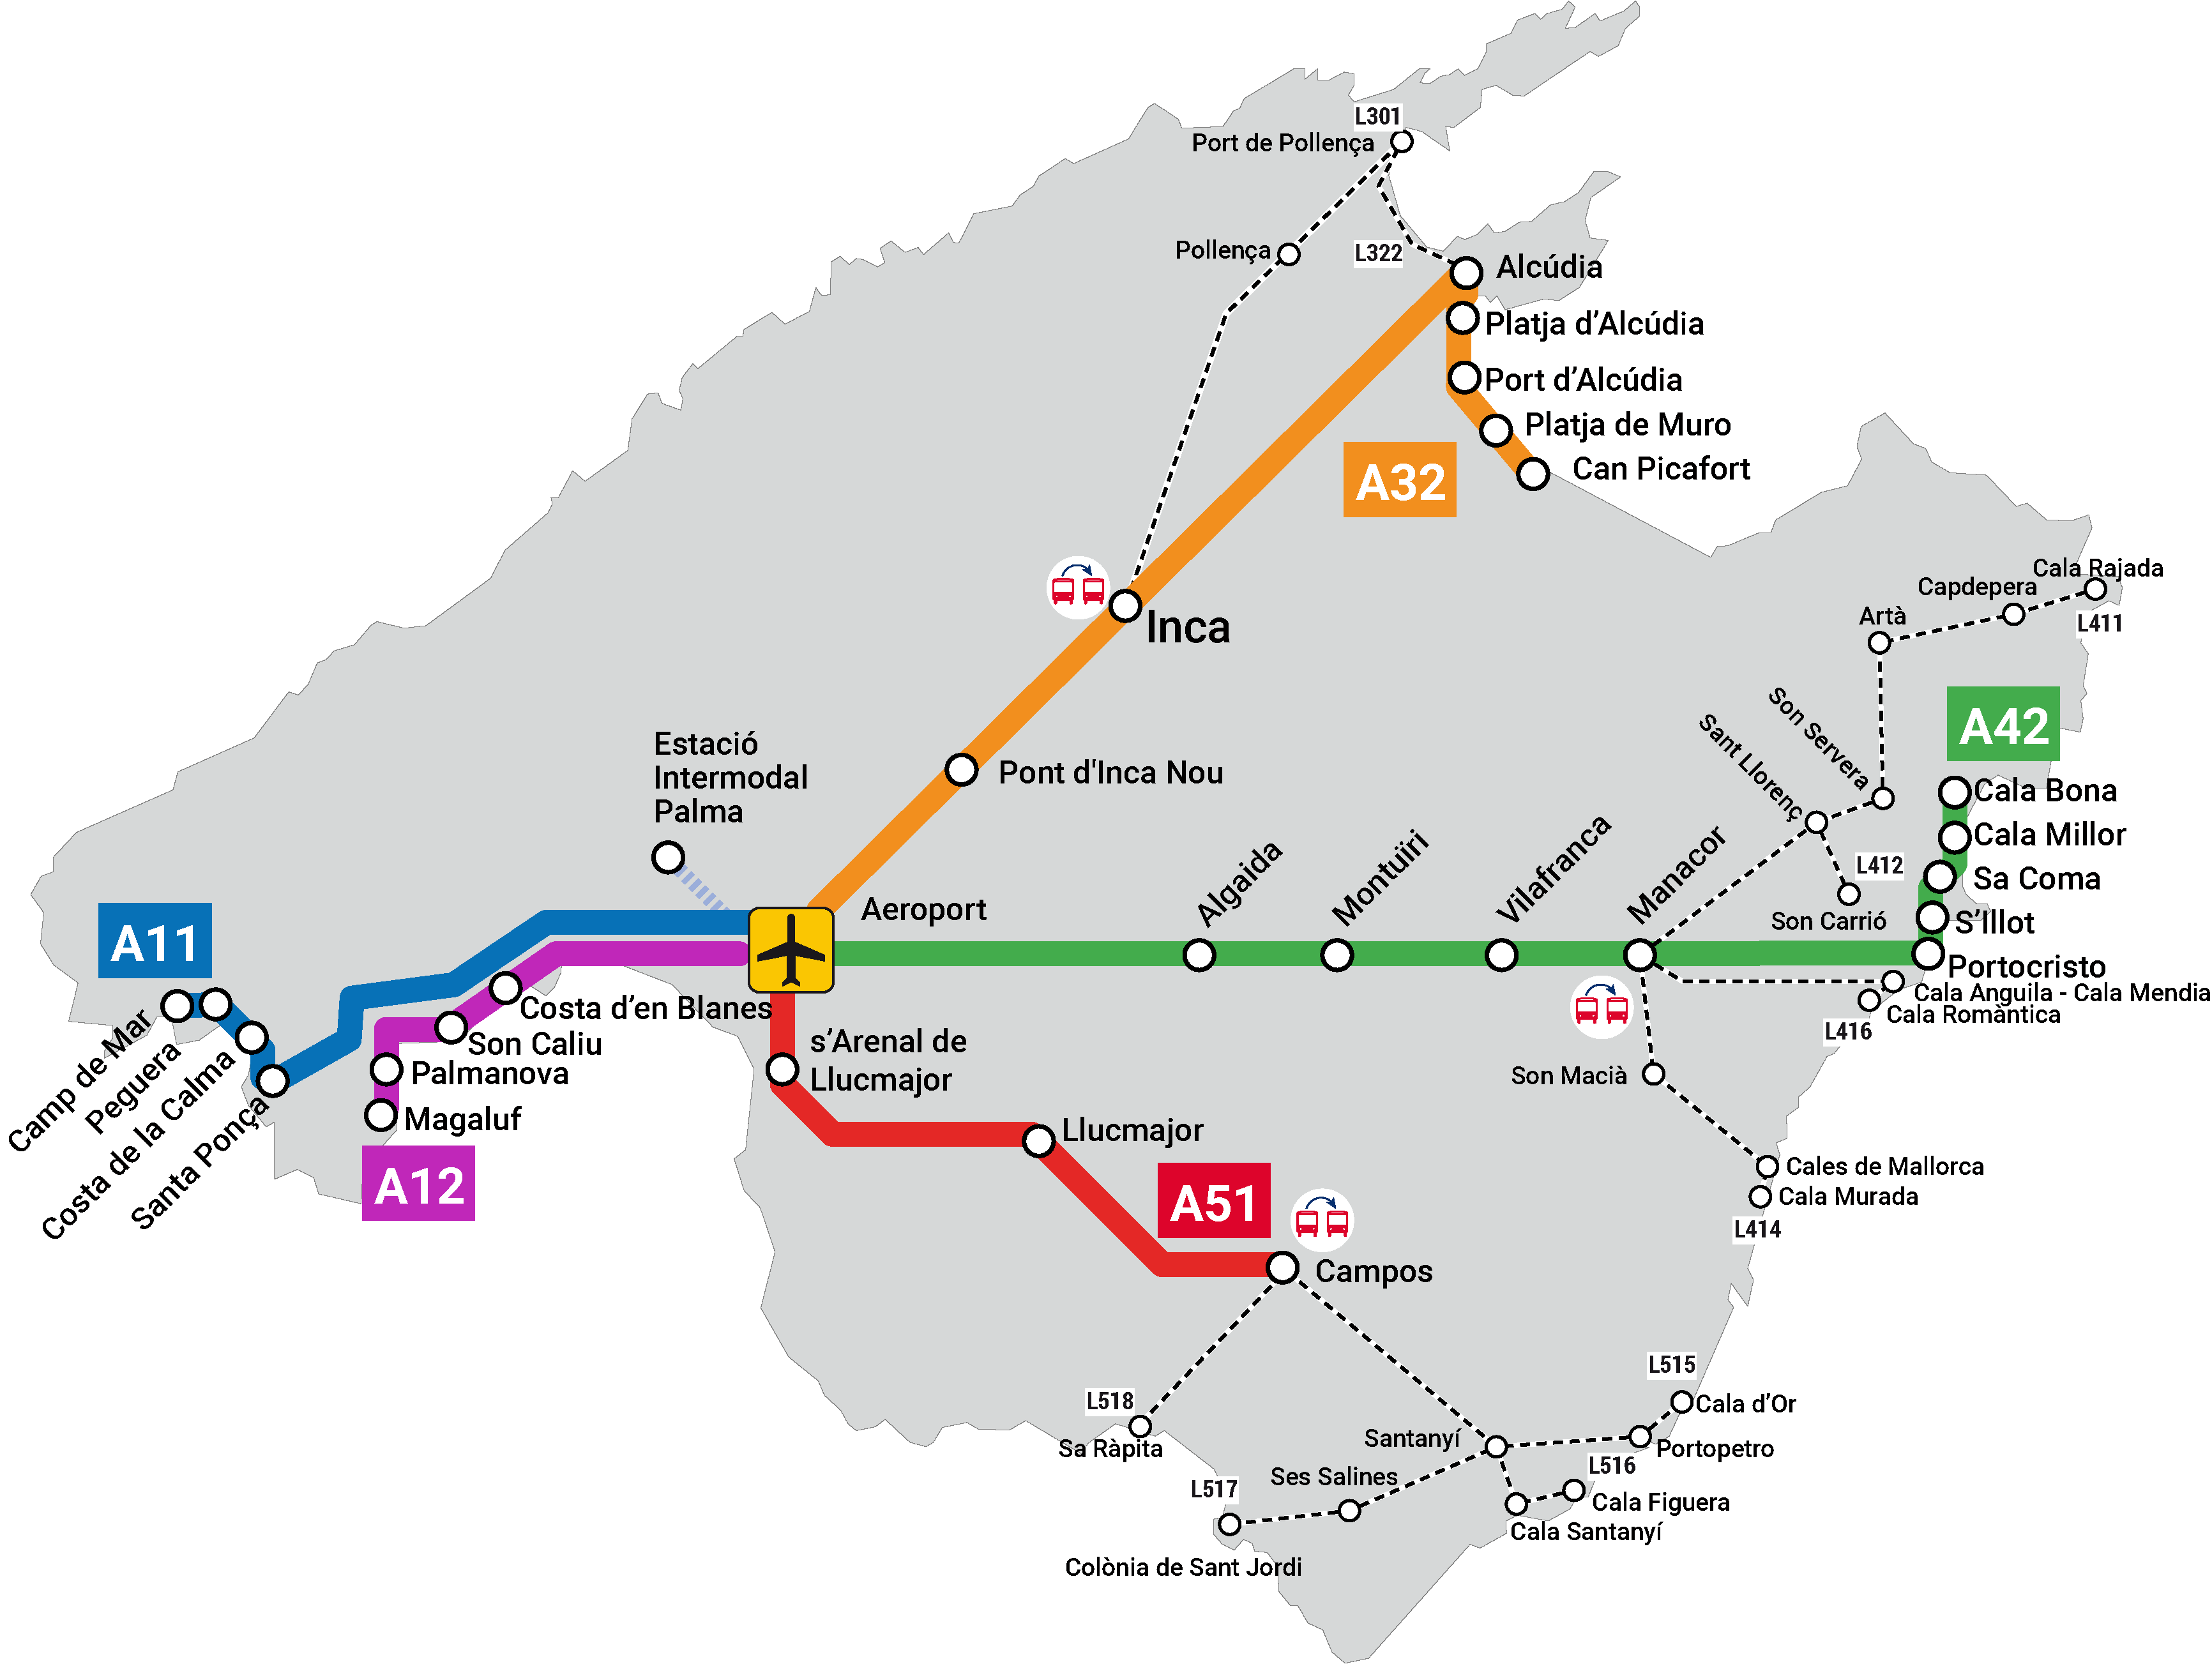 L301
Port de Pollença
Pollença
L322
Alcúdia
Platja d'Alcúdia
Port d'Alcúdia
Platja de Muro
Can Picafort
A32
Inca
Pont d'Inca Nou
Estació
Intermodal
Palma
Aeroport
Cala Rajada
Capdepera
L411
Artà
Son Servera
Sant Llorenç
A42
Cala Bona
Cala Millor
Sa Coma
S'Illot
Portocristo
L412
Son Carrió
Algaida
Montuïri
Vilafranca
Manacor
Cala Anguila - Cala Mendia
Cala Romàntica
L416
A11
Camp de Mar
Peguera
Costa de la Calma
Santa Ponça
Costa d'en Blanes
Son Caliu
Palmanova
Magaluf
A12
s'Arenal de
Llucmajor
Llucmajor
A51
Campos
Son Macià
Cales de Mallorca
Cala Murada
L414
L518
Sa Ràpita
L515
Cala d'Or
Portopetro
Santanyí
L516
Cala Figuera
Cala Santanyí
Ses Salines
L517
Colònia de Sant Jordi